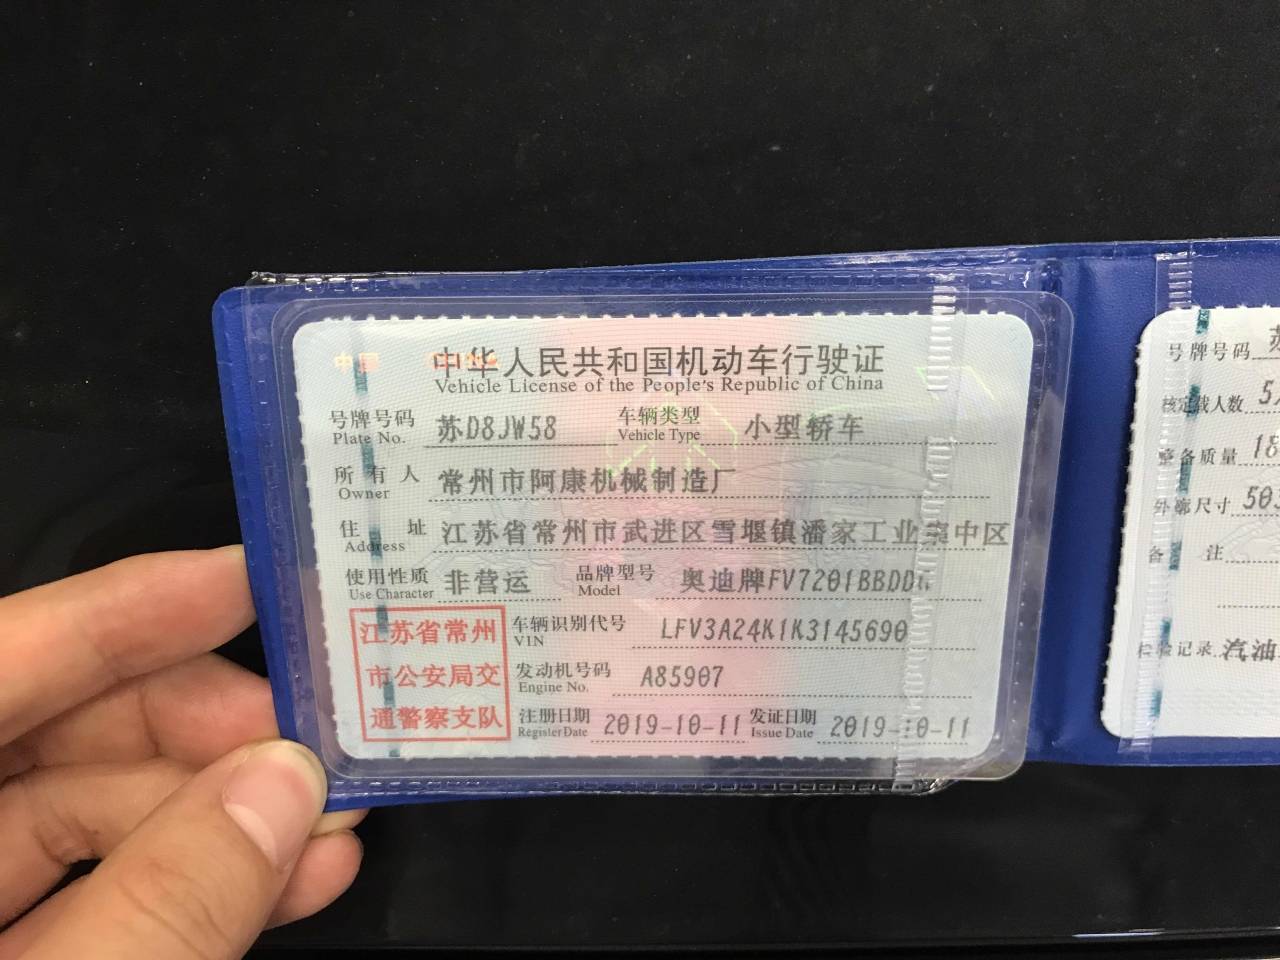 中国
中华人民共和国机动车行驶证
Vehicle License of the People's Republic of China
号牌号码 苏D8JW58 车辆类型 小型轿车
Plate No. Vehicle Type
所有人 常州市阿康机械制造厂
Owner
住址 江苏省常州市武进区雪堰镇潘家工业集中区
Address
使用性质 非营运 品牌型号 奥迪牌FV7201BBDD
Use Character Model
江苏省常州
市公安局交
通警察支队
车辆识别代号 LFV3A24K1K3145690
VIN
发动机号码 A85907
Engine No.
注册日期 2019-10-11 发证日期 2019-10-11
Register Date Issue Date
号牌号码 苏
核定载人数 5
整备质量 18
外廓尺寸 503
备注
检验记录 汽油